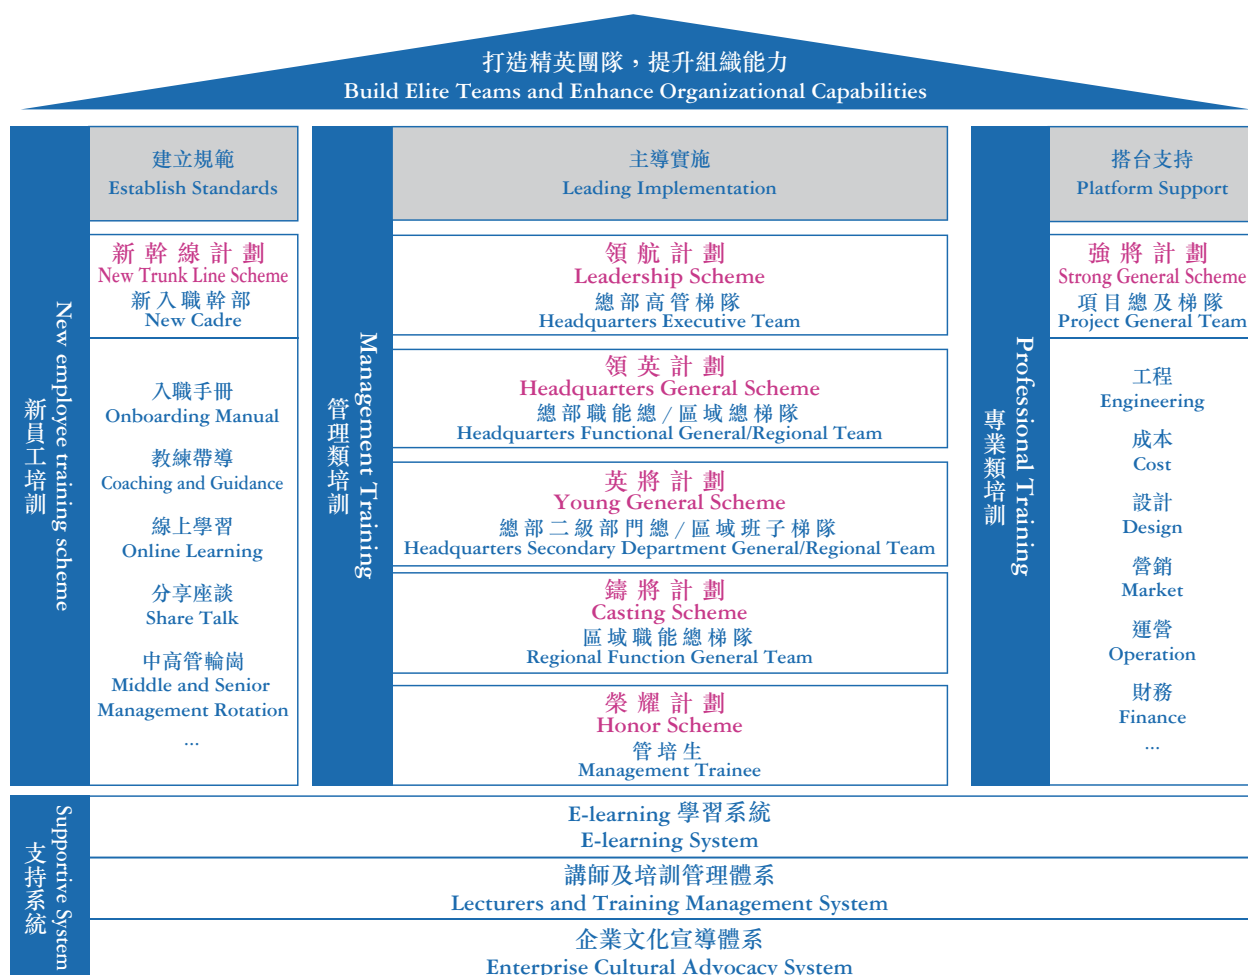 打造精英團隊，提升組織能力
Build Elite Teams and Enhance Organizational Capabilities
新員工培訓
New employee training scheme
建立規範
Establish Standards
新幹線計劃
New Trunk Line Scheme
新入職幹部
New Cadre
入職手冊
Onboarding Manual
教練帶導
Coaching and Guidance
線上學習
Online Learning
分享座談
Share Talk
中高管輪崗
Middle and Senior
Management Rotation
...
管理類培訓
Management Training
主導實施
Leading Implementation
領航計劃
Leadership Scheme
總部高管梯隊
Headquarters Executive Team
領英計劃
Headquarters General Scheme
總部職能總/區域總梯隊
Headquarters Functional General/Regional Team
英將計劃
Young General Scheme
總部二級部門總/區域班子梯隊
Headquarters Secondary Department General/Regional Team
鑄將計劃
Casting Scheme
區域職能總梯隊
Regional Function General Team
榮耀計劃
Honor Scheme
管培生
Management Trainee
專業類培訓
Professional Training
搭台支持
Platform Support
強將計劃
Strong General Scheme
項目總及梯隊
Project General Team
工程
Engineering
成本
Cost
設計
Design
營銷
Market
運營
Operation
財務
Finance
...
支持系統
Supportive System
E-learning 學習系統
E-learning System
講師及培訓管理體系
Lecturers and Training Management System
企業文化宣導體系
Enterprise Cultural Advocacy System